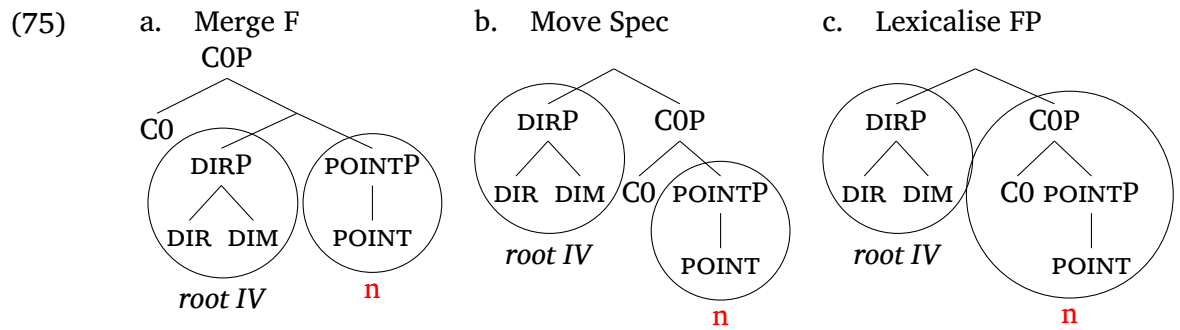 (75) a. Merge F b. Move Spec c. Lexicalise FP
C0P
DIRP C0P DIRP C0P
C0
DIRP POINTP
DIR DIM C0 POINTP DIR DIM C0 POINTP
DIR DIM POINT
root IV POINT root IV POINT
root IV n
n n